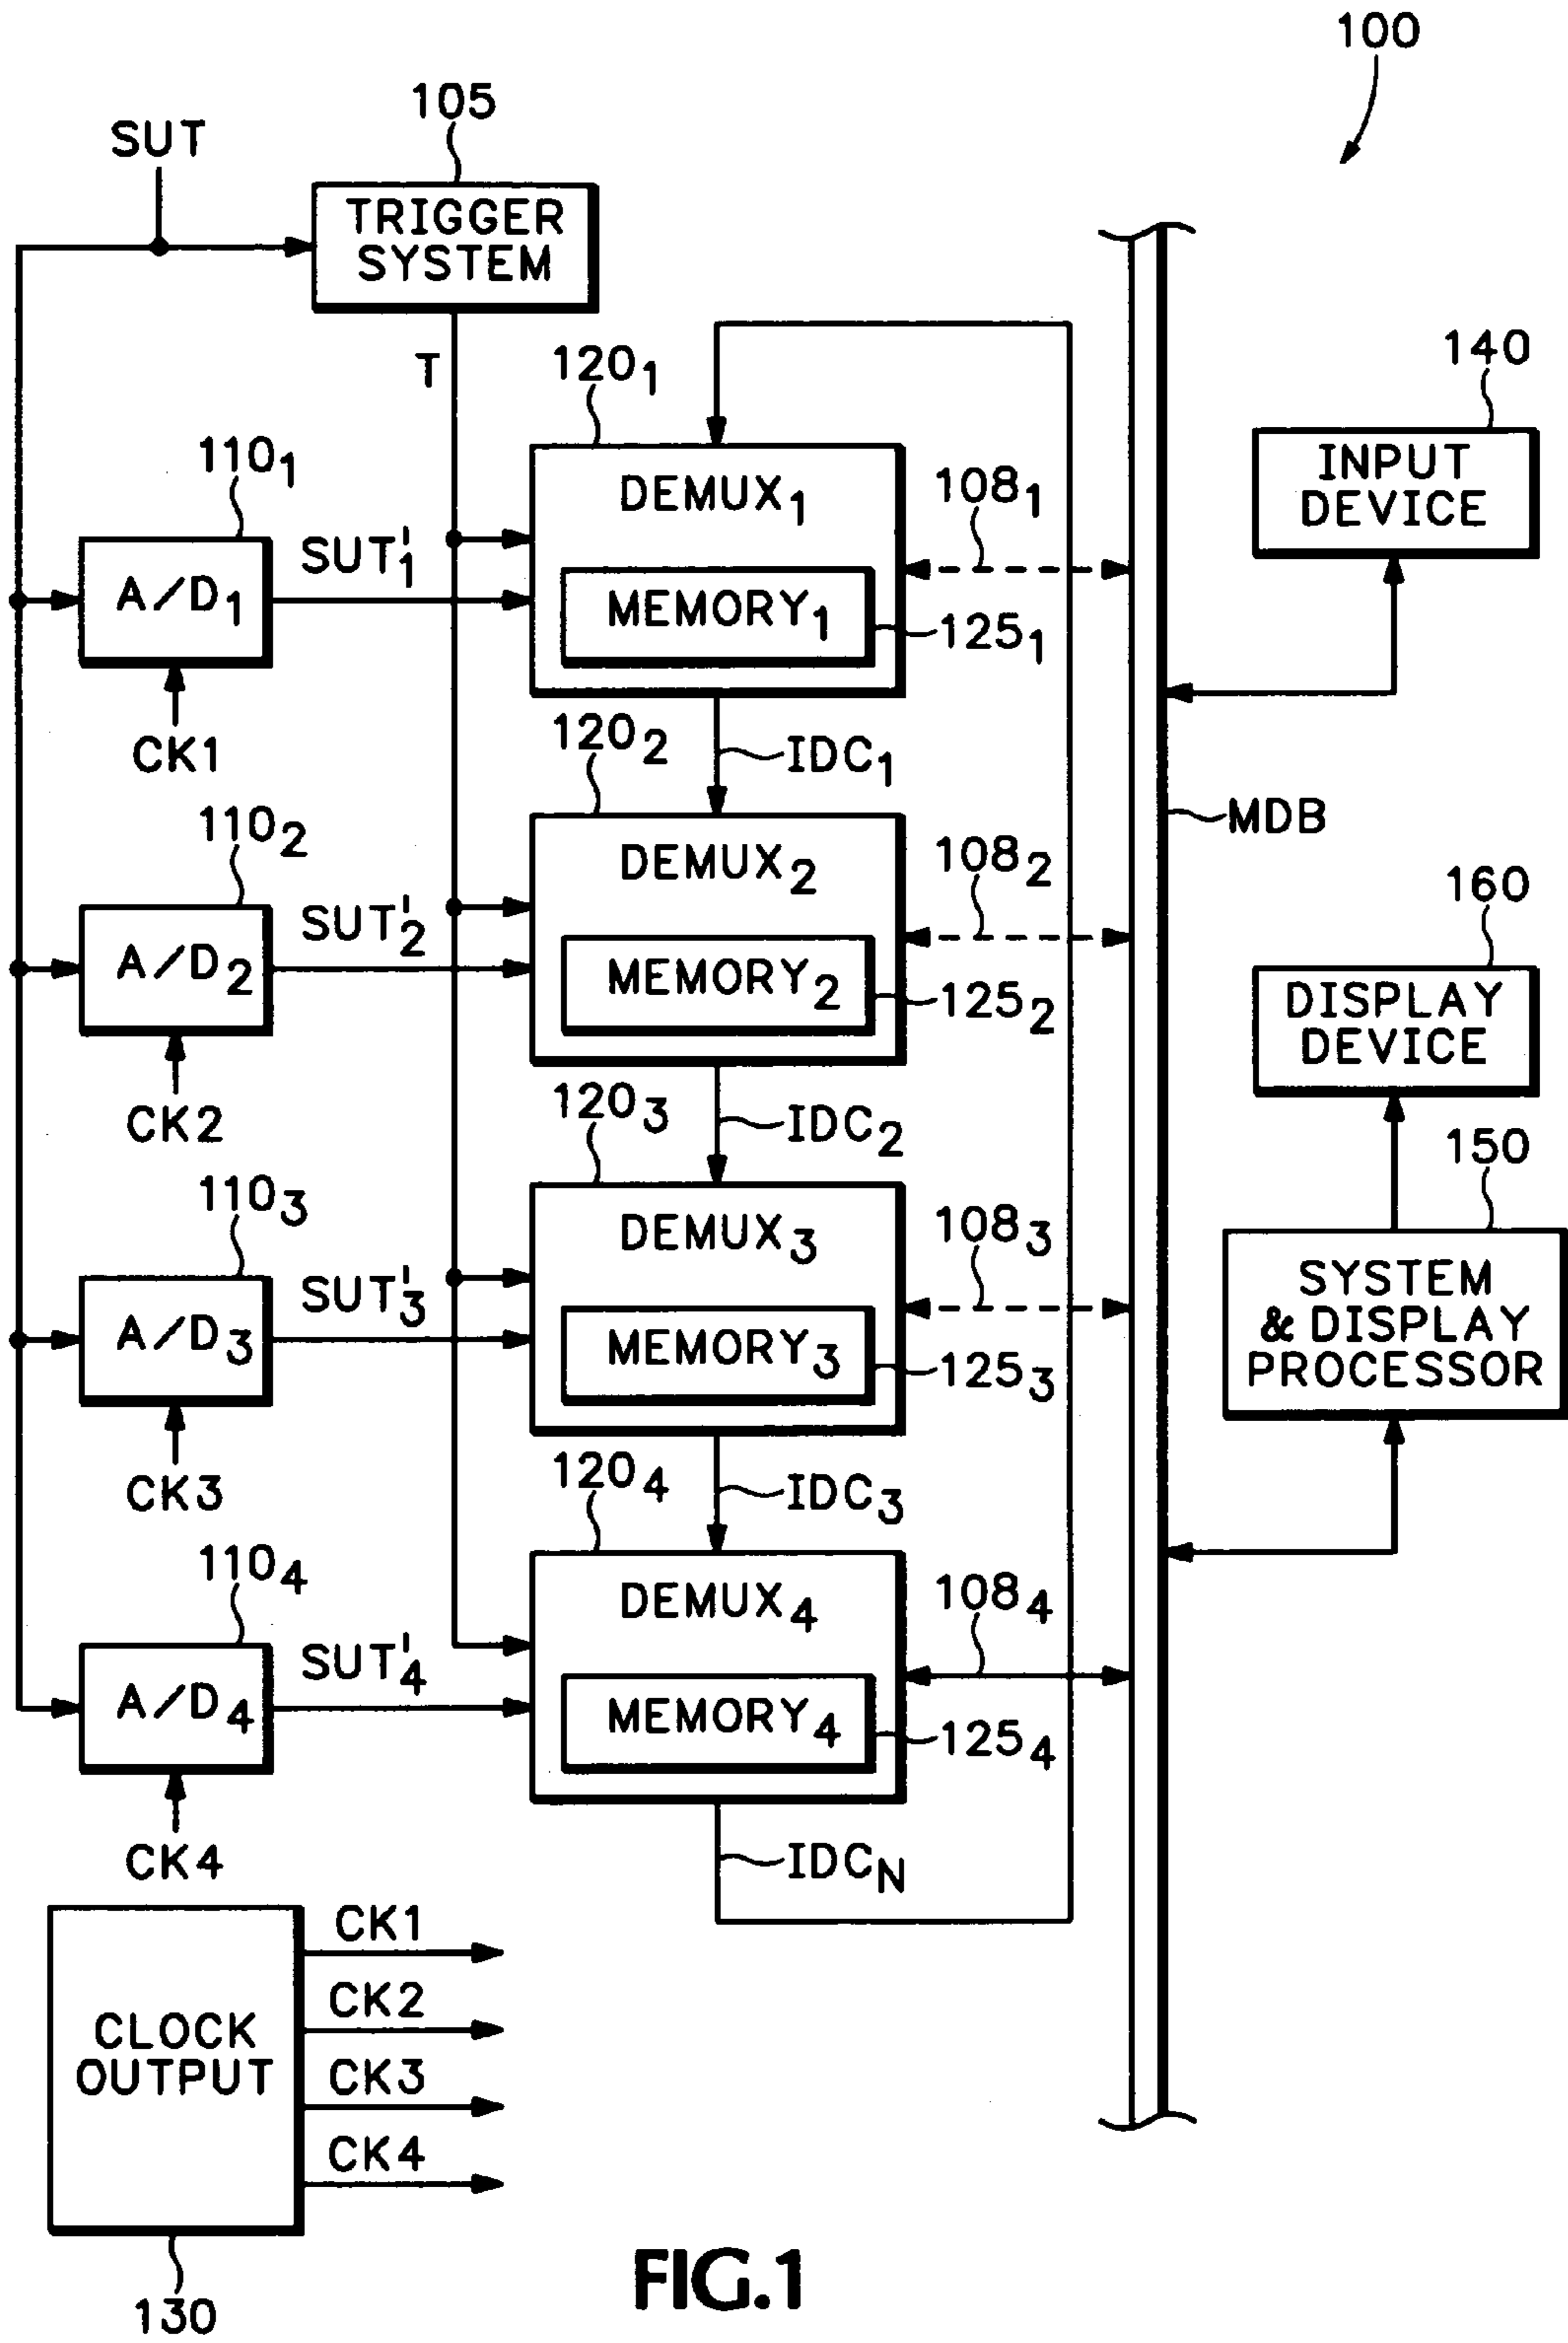 100
105
SUT
TRIGGER
SYSTEM
T
120₁
140
INPUT
DEVICE
110₁
DEMUX₁
108₁
SUT'₁
A/D₁
MEMORY₁
125₁
CK1
120₂
IDC₁
MDB
110₂
DEMUX₂
108₂
160
SUT'₂
A/D₂
MEMORY₂
125₂
DISPLAY
DEVICE
CK2
120₃
IDC₂
150
110₃
DEMUX₃
108₃
SUT'₃
A/D₃
MEMORY₃
125₃
SYSTEM
& DISPLAY
PROCESSOR
CK3
120₄
IDC₃
110₄
DEMUX₄
108₄
SUT'₄
A/D₄
MEMORY₄
125₄
CK4
IDC_N
CLOCK
OUTPUT
CK1
CK2
CK3
CK4
130
FIG.1